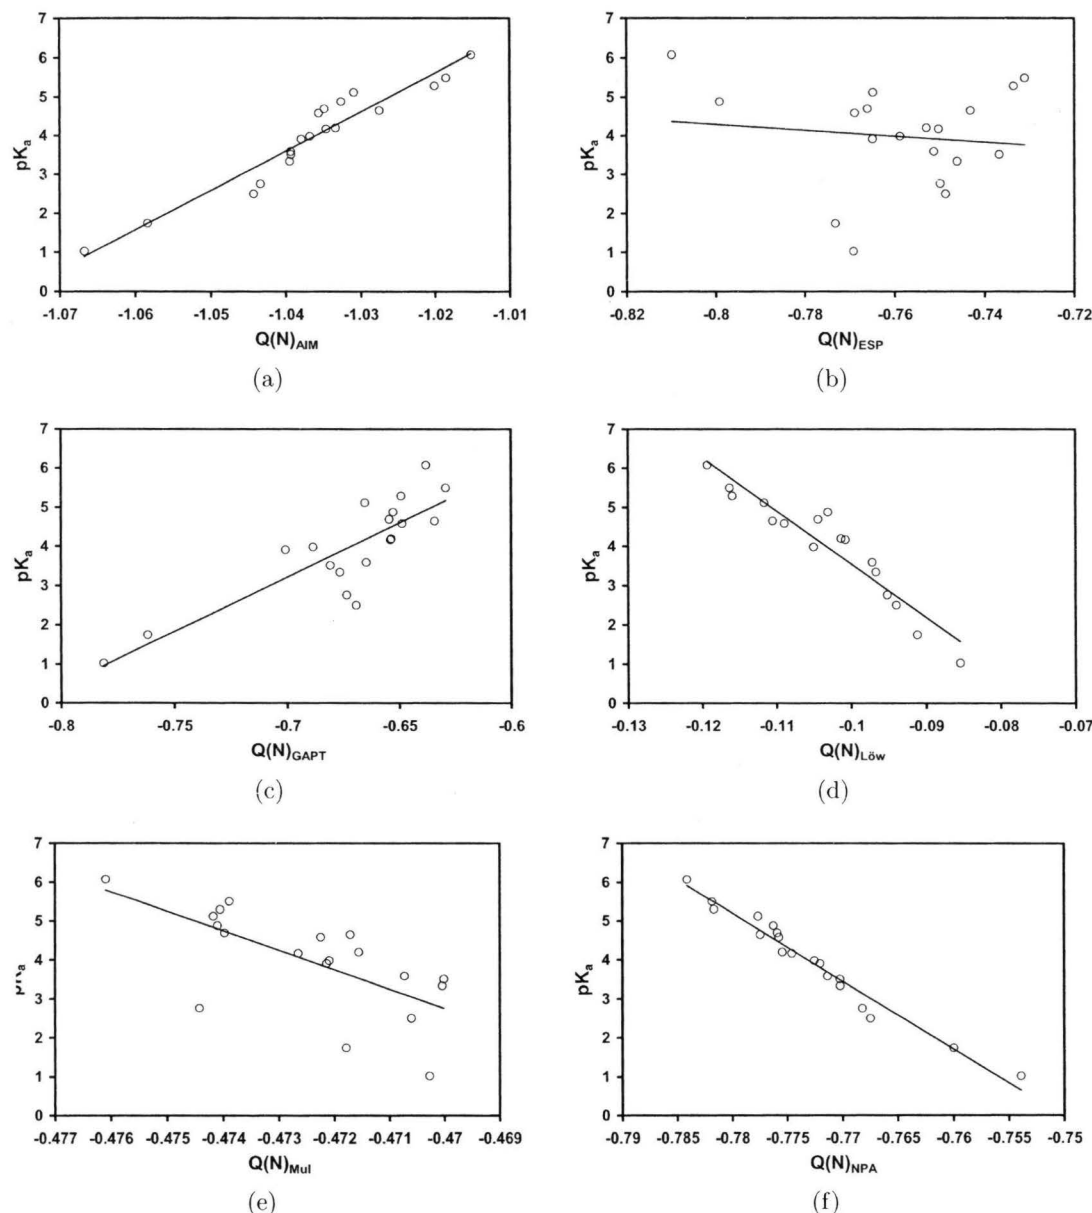 7
6
5
4
3
2
1
0
pKa
-1.07 -1.06 -1.05 -1.04 -1.03 -1.02 -1.01
Q(N)AIM
(a)
7
6
5
4
3
2
1
0
pKa
-0.82 -0.8 -0.78 -0.76 -0.74 -0.72
Q(N)ESP
(b)
7
6
5
4
3
2
1
0
pKa
-0.8 -0.75 -0.7 -0.65 -0.6
Q(N)GAPT
(c)
7
6
5
4
3
2
1
0
pKa
-0.13 -0.12 -0.11 -0.1 -0.09 -0.08 -0.07
Q(N)Löw
(d)
7
6
5
4
3
2
1
0
pKa
-0.477 -0.476 -0.475 -0.474 -0.473 -0.472 -0.471 -0.47 -0.469
Q(N)Mul
(e)
7
6
5
4
3
2
1
0
pKa
-0.79 -0.785 -0.78 -0.775 -0.77 -0.765 -0.76 -0.755 -0.75
Q(N)NPA
(f)